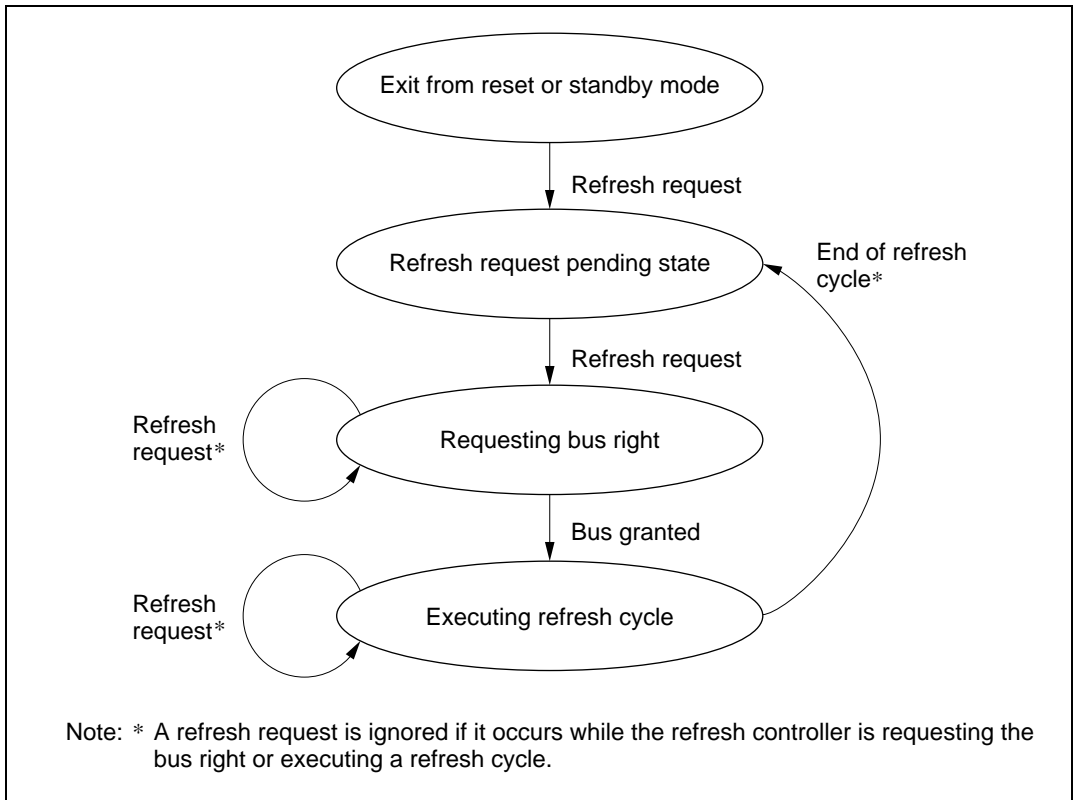 Exit from reset or standby mode
Refresh request
Refresh request pending state
End of refresh
cycle*
Refresh request
Refresh
request*
Requesting bus right
Bus granted
Refresh
request*
Executing refresh cycle
Note: * A refresh request is ignored if it occurs while the refresh controller is requesting the
bus right or executing a refresh cycle.